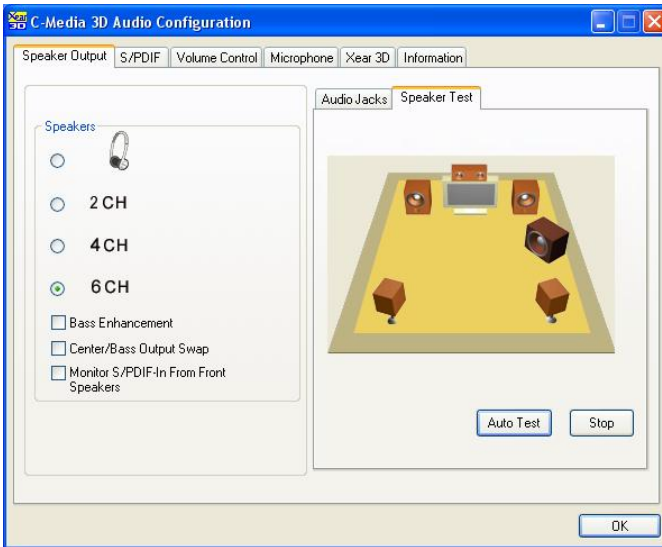 Xear
3D
C-Media 3D Audio Configuration
Speaker Output
S/PDIF
Volume Control
Microphone
Xear 3D
Information
Speakers
2 CH
4 CH
6 CH
Bass Enhancement
Center/Bass Output Swap
Monitor S/PDIF-In From Front
Speakers
Audio Jacks
Speaker Test
Auto Test
Stop
OK